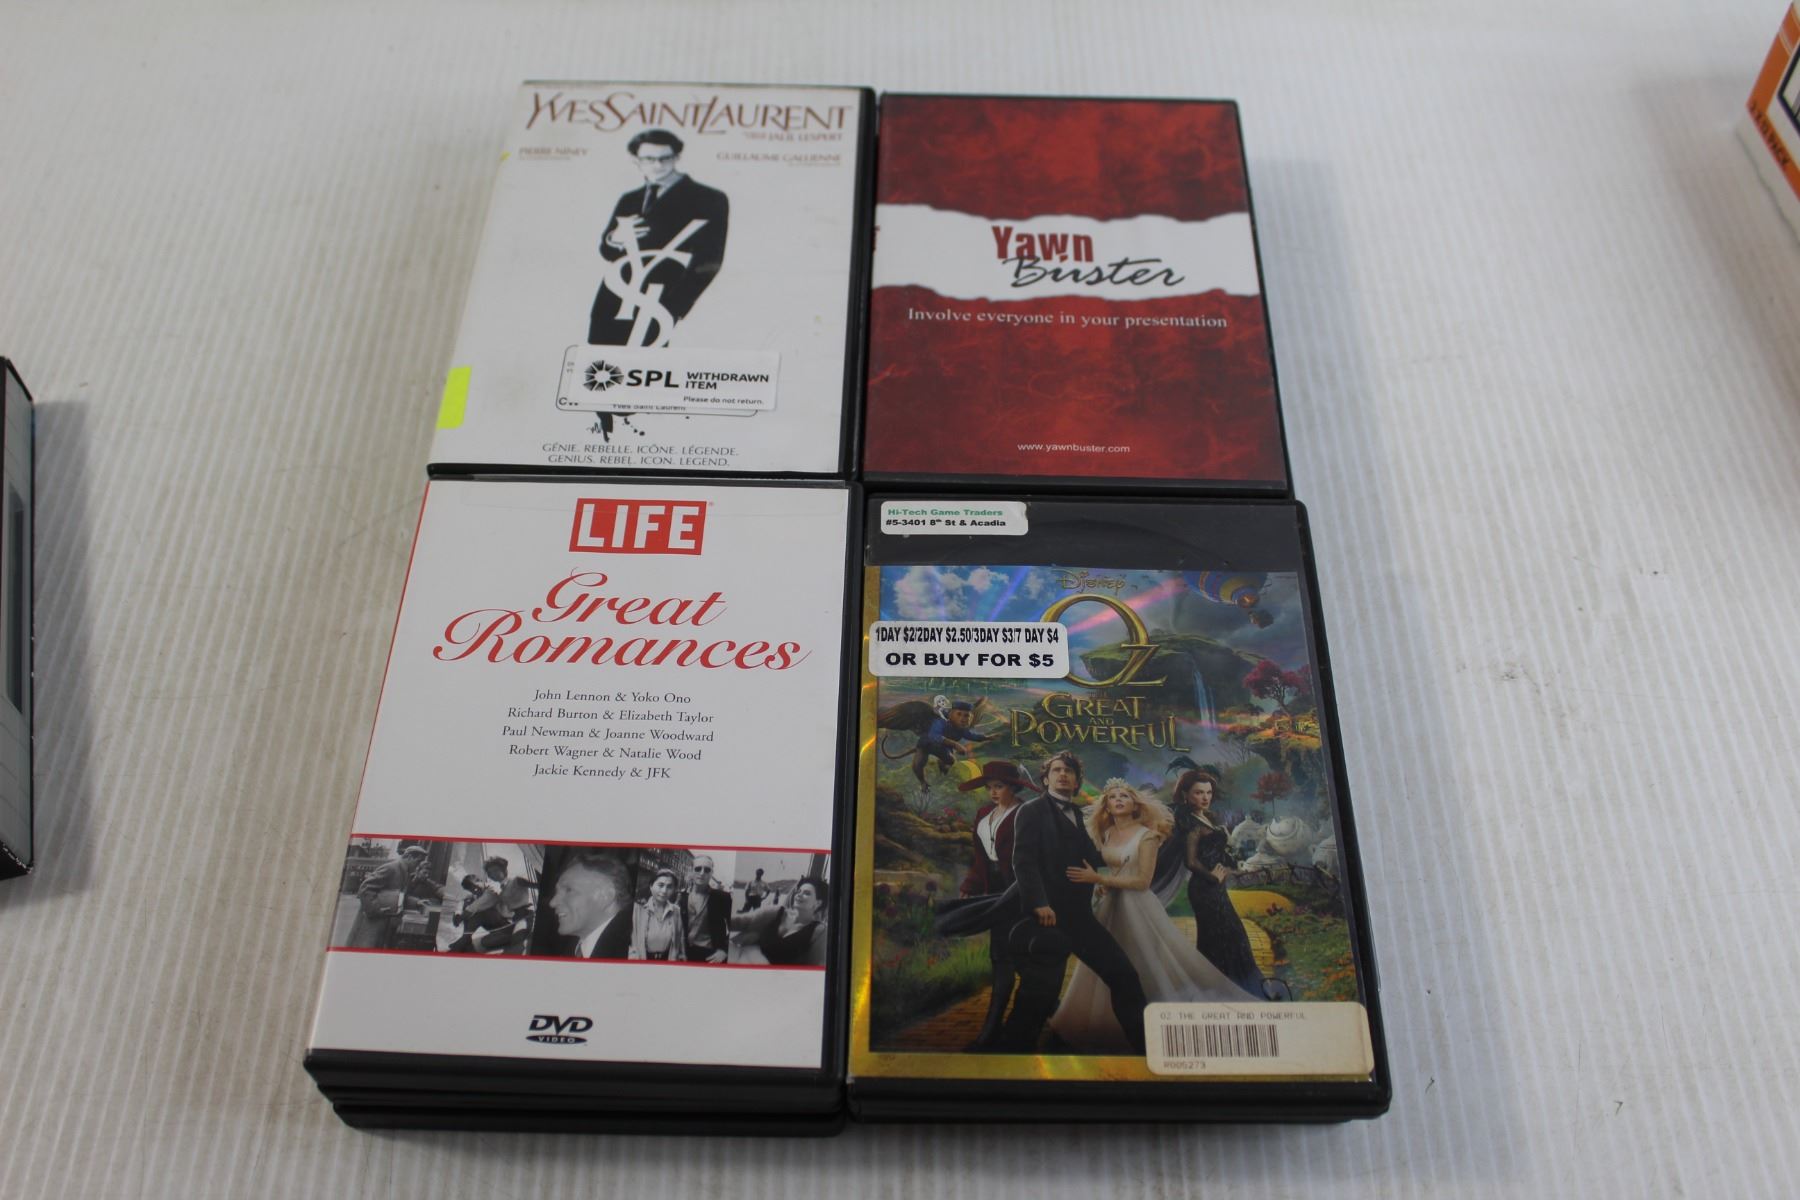 YVESSAINTLAURENT
JALIL LESPERT
PIERRE NINEY
GUILLAUME GALLIENNE
YSL
SPL WITHDRAWN
ITEM
Please do not return.
Yves Saint Laurent
GÉNIE. REBELLE. ICÔNE. LÉGENDE.
GENIUS. REBEL. ICON. LEGEND.
Yawn
Buster
Involve everyone in your presentation
www.yawnbuster.com
LIFE
Great
Romances
John Lennon & Yoko Ono
Richard Burton & Elizabeth Taylor
Paul Newman & Joanne Woodward
Robert Wagner & Natalie Wood
Jackie Kennedy & JFK
DVD
VIDEO
Hi-Tech Game Traders
#5-3401 8th St & Acadia
Disney
1DAY $2/2DAY $2.50/3DAY $3/7 DAY $4
OR BUY FOR $5
OZ
THE
GREAT
AND
POWERFUL
OZ THE GREAT AND POWERFUL
R005273